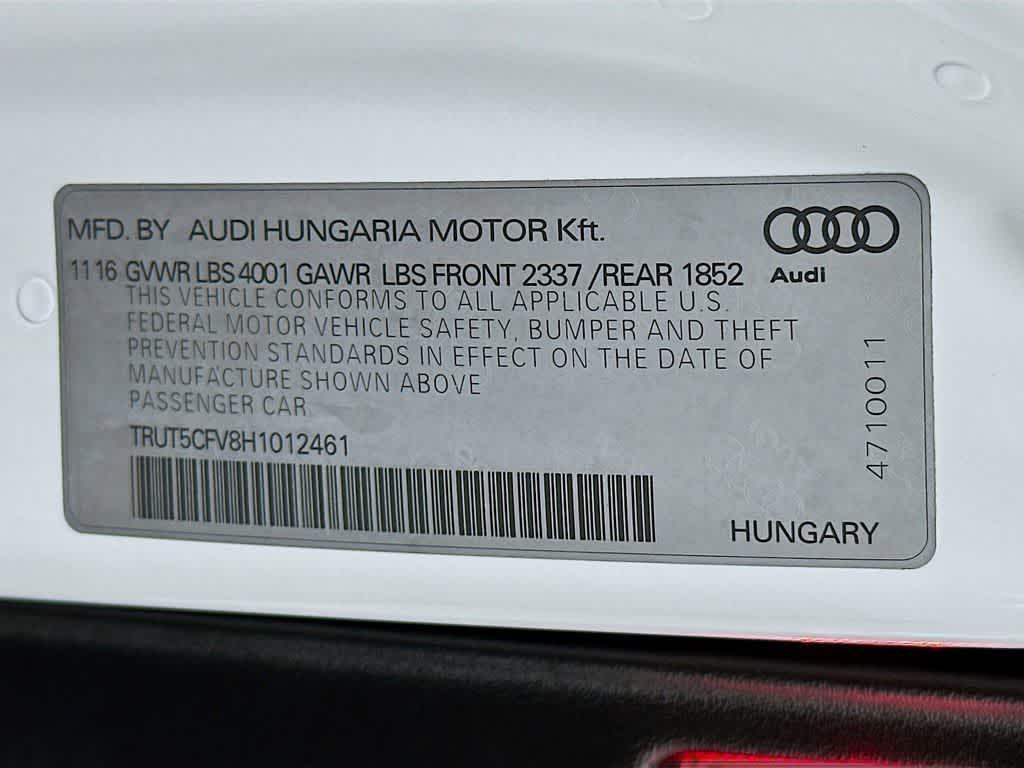 MFD. BY AUDI HUNGARIA MOTOR Kft.
Audi
11 16 GVWR LBS 4001 GAWR LBS FRONT 2337 /REAR 1852
THIS VEHICLE CONFORMS TO ALL APPLICABLE U.S.
FEDERAL MOTOR VEHICLE SAFETY, BUMPER AND THEFT
PREVENTION STANDARDS IN EFFECT ON THE DATE OF
MANUFACTURE SHOWN ABOVE
PASSENGER CAR
TRUT5CFV8H1012461
4710011
HUNGARY